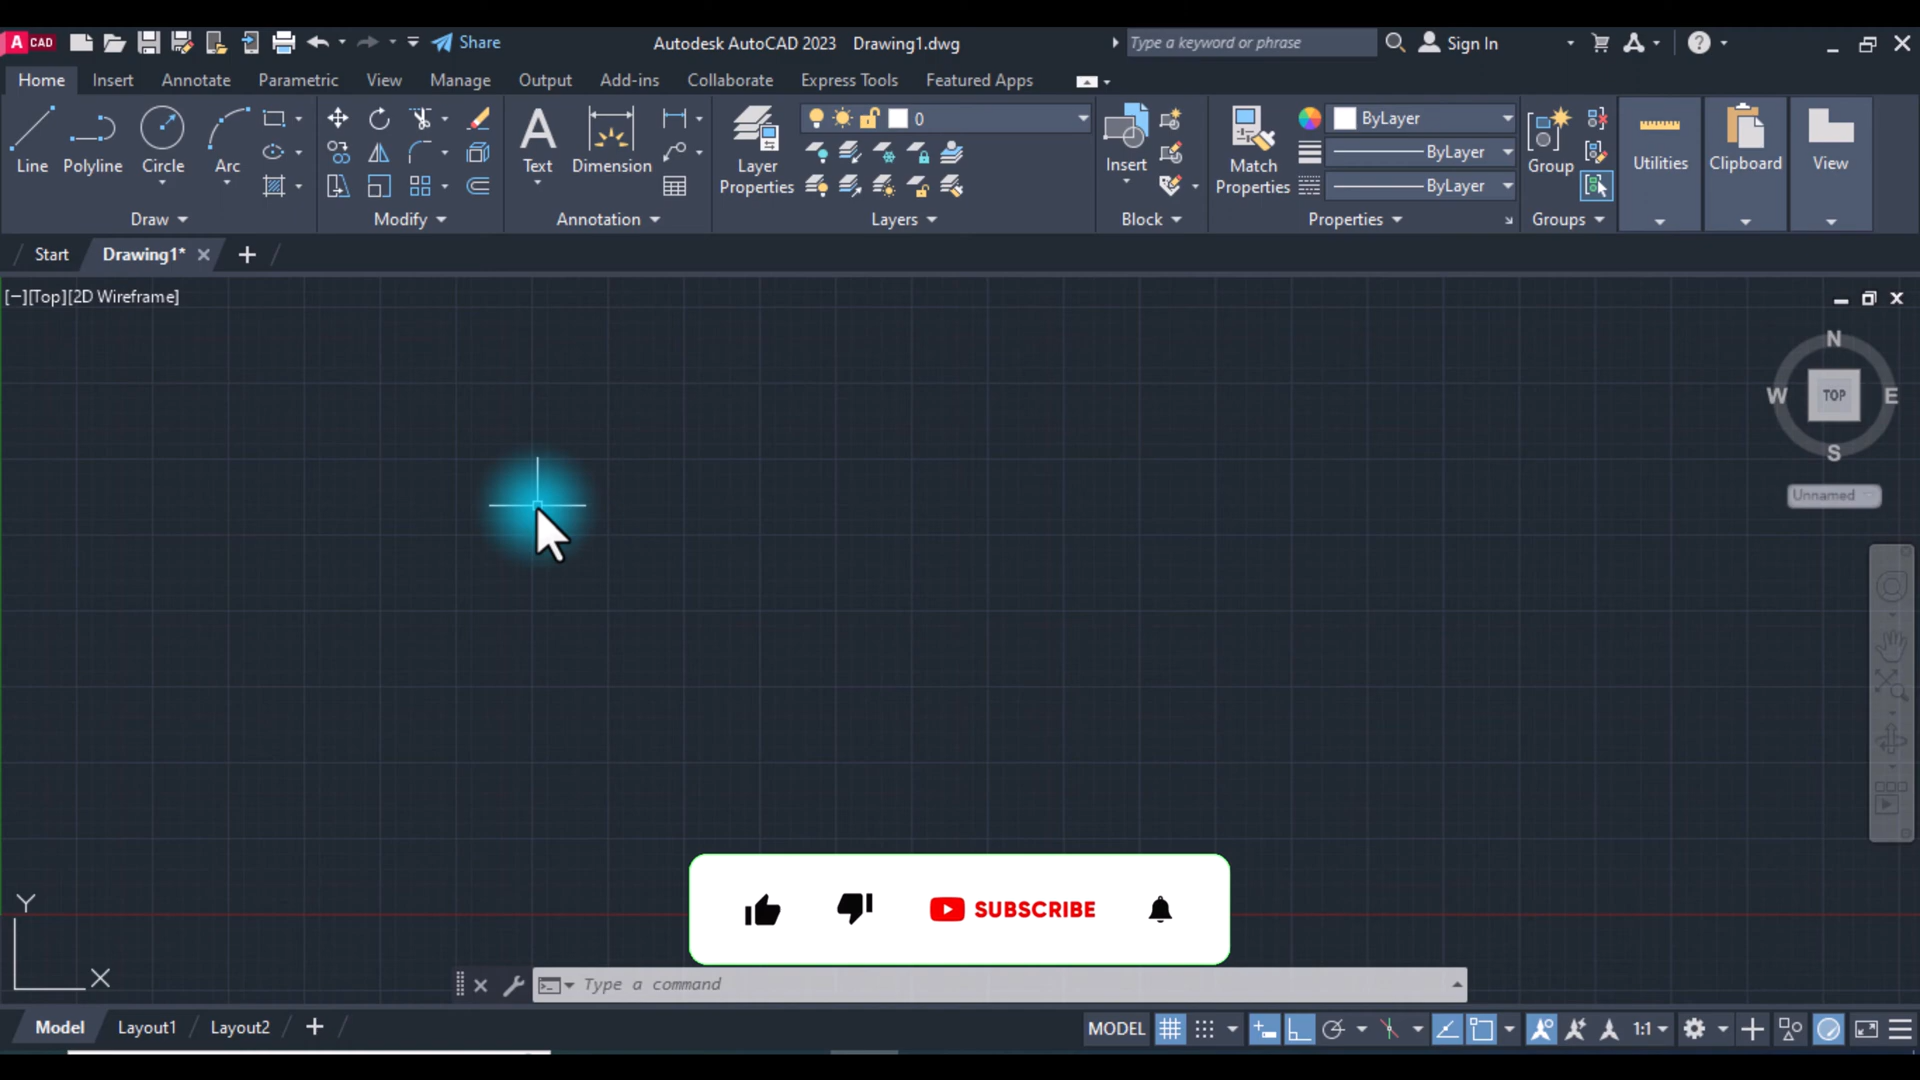 A CAD Share Autodesk AutoCAD 2023 Drawing1.dwg Type a keyword or phrase Sign In
Home Insert Annotate Parametric View Manage Output Add-ins Collaborate Express Tools Featured Apps
Line Polyline Circle Arc Text Dimension Layer Properties 0 Insert Match Properties ByLayer Group Utilities Clipboard View
ByLayer
ByLayer
Draw Modify Annotation Layers Block Properties Groups
Start Drawing1* +
[−][Top][2D Wireframe]
N
W TOP E
S
Unnamed
SUBSCRIBE
Y
X
Type a command
Model Layout1 Layout2 + MODEL 1:1